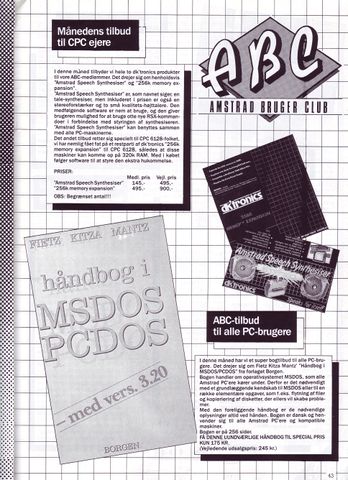 Månedens tilbud
til CPC ejere
ABC
AMSTRAD BRUGER CLUB
I denne måned tilbyder vi hele to dk'tronics produkter
til vore ABC-medlemmer. Det drejer sig om henholdsvis
"Amstrad Speech Synthesiser" og "256k memory ex-
pansion".
"Amstrad Speech Synthesiser" er, som navnet siger, en
tale-synthesiser, men inkluderet i prisen er også en
stereoforstærker og to små kvalitets-højttalere. Den
medfølgende software er nem at bruge, og den giver
brugeren mulighed for at bruge otte nye RSX-komman-
doer i forbindelse med styringen af synthesiseren.
"Amstrad Speech Synthesiser" kan benyttes sammen
med alle PC-maskinerne.
Det andet tilbud retter sig specielt til CPC 6128-folket,
vi har nemlig fået fat på et restparti af dk'tronics "256k
memory expansion" til CPC 6128, således at disse
maskiner kan komme op på 320k RAM. Med i købet
følger software til at styre den ekstra hukommelse.
PRISER:
Medl. pris Vejl. pris
"Amstrad Speech Synthesiser" 145,- 495,-
"256k memory expansion" 495,- 900,-
OBS: Begrænset antal!!!
dktronics
256K
MEMORY EXPANSION
Amstrad Speech Synthesiser
dktronics
FIETZ KITZA MANTZ
håndbog i
MSDOS
PCDOS
– med vers. 3.20
BORGEN
ABC-tilbud
til alle PC-brugere
I denne måned har vi et super bogtilbud til alle PC-bru-
gere. Det drejer sig om Fietz Kitza Mantz' "Håndbog i
MSDOS/PCDOS" fra forlaget Borgen.
Bogen handler om operativsystemet MSDOS, som alle
Amstrad PC'ere kører under. Derfor er det nødvendigt
med et grundlæggende kendskab til MSDOS eller til en
række elementære opgaver, som f.eks. flytning af filer
og kopiering af disketter, der ellers vil skabe proble-
mer.
Med den foreliggende håndbog er de nødvendige
oplysninger altid ved hånden. Bogen er dansk og hen-
vender sig til alle Amstrad PC'ere og kompatible
maskiner.
Bogen er på 256 sider.
FÅ DENNE UUNDVÆRLIGE HÅNDBOG TIL SPECIAL PRIS
KUN 175 KR.
(Vejledende udsalgspris: 245 kr.)
43